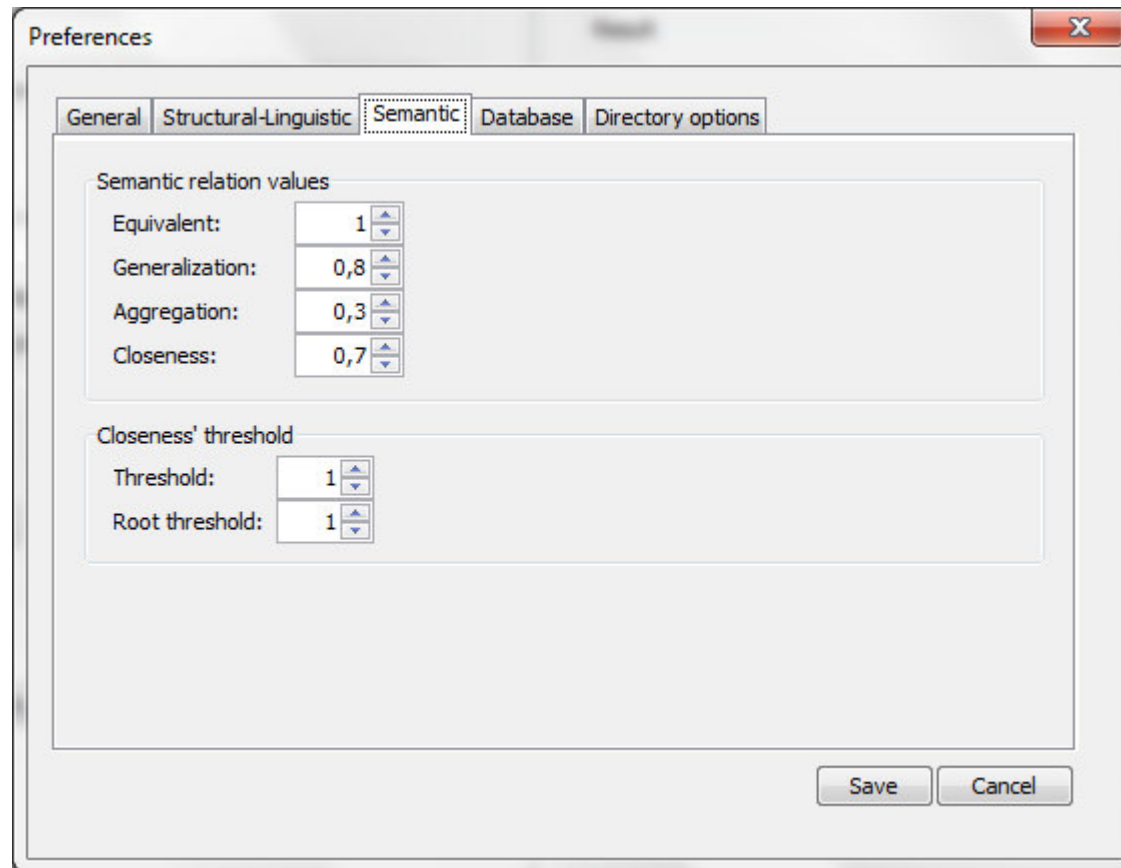 Preferences
General Structural-Linguistic Semantic Database Directory options
Semantic relation values
Equivalent: 1
Generalization: 0,8
Aggregation: 0,3
Closeness: 0,7
Closeness' threshold
Threshold: 1
Root threshold: 1
Save Cancel